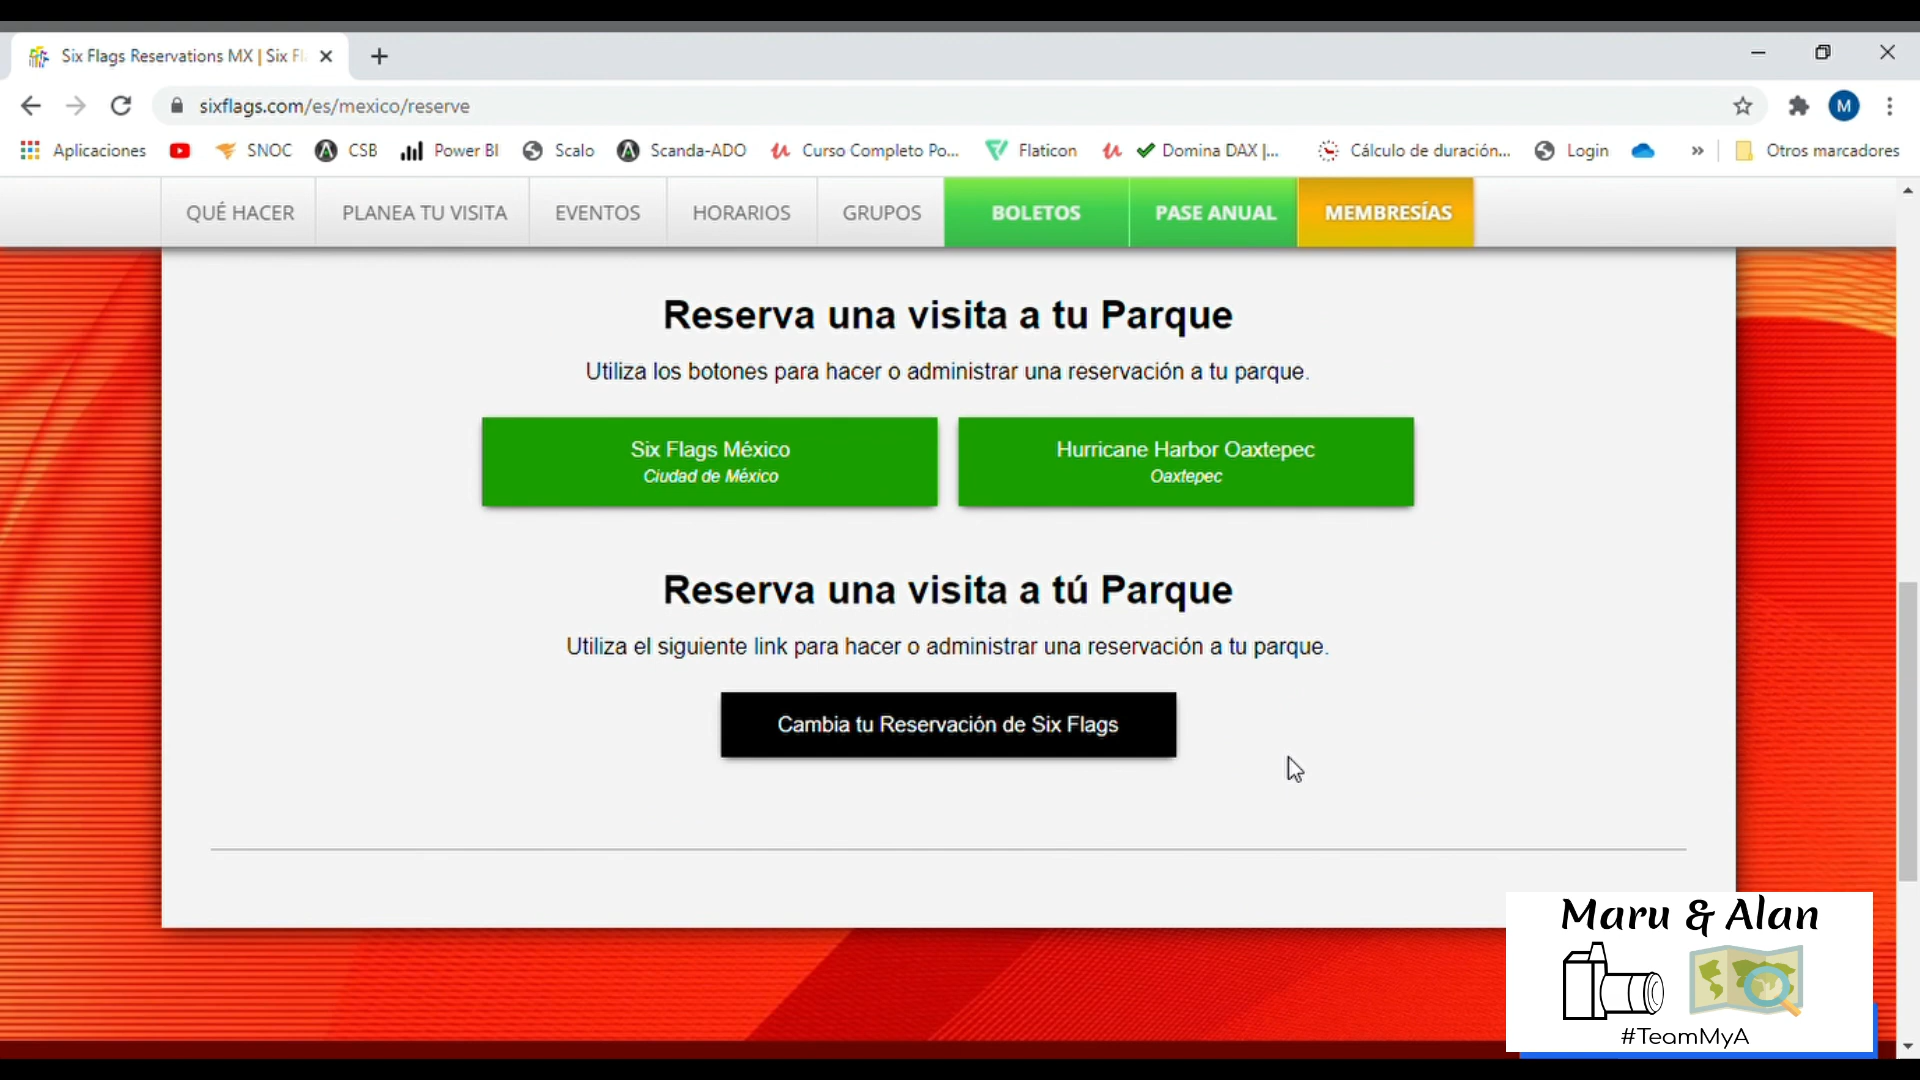 Six Flags Reservations MX | Six Fl
sixflags.com/es/mexico/reserve
M
Aplicaciones
SNOC
CSB
Power BI
Scalo
Scanda-ADO
Curso Completo Po...
Flaticon
Domina DAX |...
Cálculo de duración...
Login
»
Otros marcadores
QUÉ HACER
PLANEA TU VISITA
EVENTOS
HORARIOS
GRUPOS
BOLETOS
PASE ANUAL
MEMBRESÍAS
Reserva una visita a tu Parque
Utiliza los botones para hacer o administrar una reservación a tu parque.
Six Flags México
Ciudad de México
Hurricane Harbor Oaxtepec
Oaxtepec
Reserva una visita a tú Parque
Utiliza el siguiente link para hacer o administrar una reservación a tu parque.
Cambia tu Reservación de Six Flags
Maru & Alan
#TeamMyA